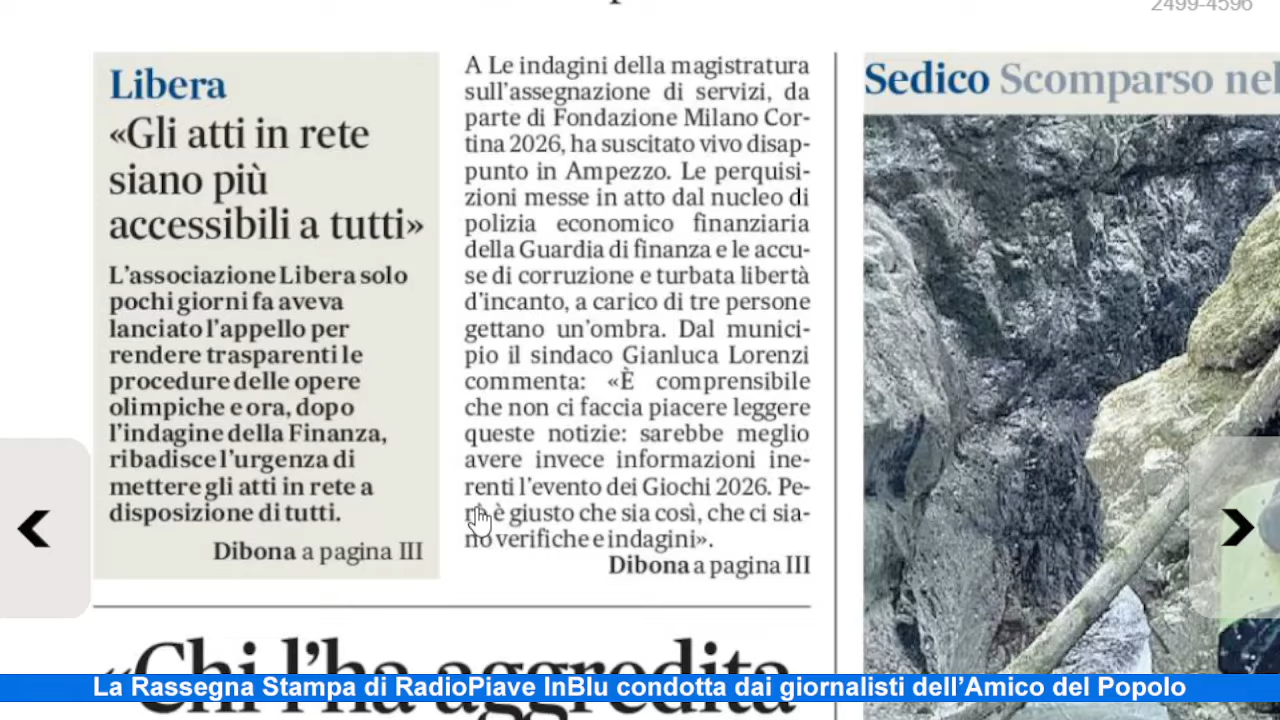 2499-4596
Libera
«Gli atti in rete
siano più
accessibili a tutti»
L'associazione Libera solo
pochi giorni fa aveva
lanciato l'appello per
rendere trasparenti le
procedure delle opere
olimpiche e ora, dopo
l'indagine della Finanza,
ribadisce l'urgenza di
mettere gli atti in rete a
disposizione di tutti.
Dibona a pagina III
A Le indagini della magistratura
sull'assegnazione di servizi, da
parte di Fondazione Milano Cor-
tina 2026, ha suscitato vivo disap-
punto in Ampezzo. Le perquisi-
zioni messe in atto dal nucleo di
polizia economico finanziaria
della Guardia di finanza e le accu-
se di corruzione e turbata libertà
d'incanto, a carico di tre persone
gettano un'ombra. Dal munici-
pio il sindaco Gianluca Lorenzi
commenta: «È comprensibile
che non ci faccia piacere leggere
queste notizie: sarebbe meglio
avere invece informazioni ine-
renti l'evento dei Giochi 2026. Pe-
rò è giusto che sia così, che ci sia-
no verifiche e indagini».
Dibona a pagina III
Sedico Scomparso nel
«Chi l'ha aggredita
La Rassegna Stampa di RadioPiave InBlu condotta dai giornalisti dell'Amico del Popolo